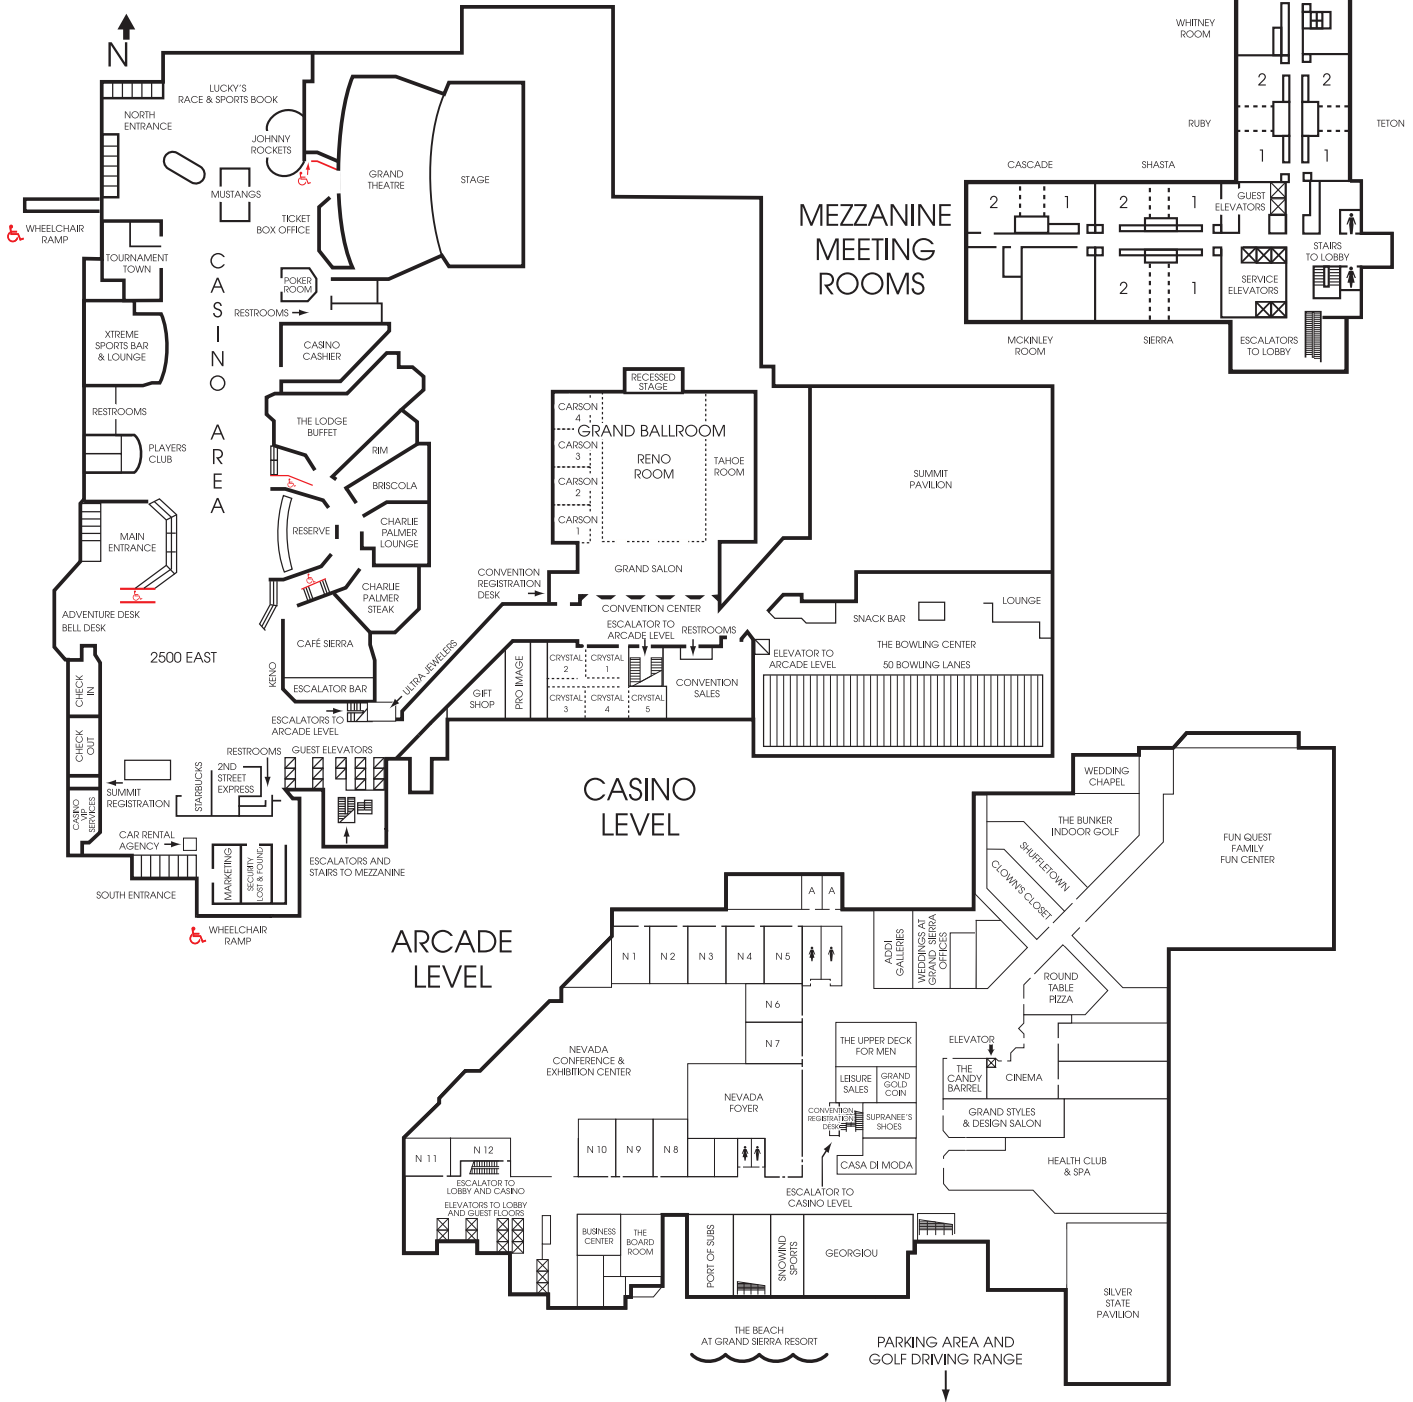 N
LUCKY'S
RACE & SPORTS BOOK
NORTH
ENTRANCE
JOHNNY
ROCKETS
MUSTANGS
GRAND
THEATRE
STAGE
TICKET
BOX OFFICE
WHEELCHAIR
RAMP
TOURNAMENT
TOWN
POKER
ROOM
RESTROOMS
CASINO AREA
XTREME
SPORTS BAR
& LOUNGE
CASINO
CASHIER
RESTROOMS
THE LODGE
BUFFET
RIM
PLAYERS
CLUB
BRISCOLA
RESERVE
CHARLIE
PALMER
LOUNGE
MAIN
ENTRANCE
CHARLIE
PALMER
STEAK
ADVENTURE DESK
BELL DESK
2500 EAST
CAFÉ SIERRA
KENO
ESCALATOR BAR
ULTRA JEWELERS
ESCALATORS TO
ARCADE LEVEL
CHECK
IN
CHECK
OUT
RESTROOMS
GUEST ELEVATORS
STARBUCKS
2ND
STREET
EXPRESS
SUMMIT
REGISTRATION
CASINO
VIP
SERVICES
CAR RENTAL
AGENCY
MARKETING
SECURITY
LOST & FOUND
ESCALATORS AND
STAIRS TO MEZZANINE
SOUTH ENTRANCE
WHEELCHAIR
RAMP
RECESSED
STAGE
CARSON
4
GRAND BALLROOM
CARSON
3
RENO
ROOM
TAHOE
ROOM
CARSON
2
CARSON
1
SUMMIT
PAVILION
GRAND SALON
CONVENTION
REGISTRATION
DESK
CONVENTION CENTER
ESCALATOR TO
ARCADE LEVEL
RESTROOMS
GIFT
SHOP
PRO IMAGE
CRYSTAL
2
CRYSTAL
1
CRYSTAL
3
CRYSTAL
4
CRYSTAL
5
CONVENTION
SALES
SNACK BAR
LOUNGE
ELEVATOR TO
ARCADE LEVEL
THE BOWLING CENTER
50 BOWLING LANES
CASINO
LEVEL
MEZZANINE
MEETING
ROOMS
WHITNEY
ROOM
2
2
RUBY
TETON
1
1
CASCADE
SHASTA
2
1
2
1
GUEST
ELEVATORS
STAIRS
TO LOBBY
2
1
SERVICE
ELEVATORS
MCKINLEY
ROOM
SIERRA
ESCALATORS
TO LOBBY
ARCADE
LEVEL
WEDDING
CHAPEL
THE BUNKER
INDOOR GOLF
FUN QUEST
FAMILY
FUN CENTER
SHUFFLETOWN
CLOWN'S CLOSET
A
A
N 1
N 2
N 3
N 4
N 5
ADDI
GALLERIES
WEDDINGS AT
GRAND SIERRA
OFFICES
ROUND
TABLE
PIZZA
N 6
N 7
THE UPPER DECK
FOR MEN
ELEVATOR
NEVADA
CONFERENCE &
EXHIBITION CENTER
LEISURE
SALES
GRAND
GOLD
COIN
THE
CANDY
BARREL
CINEMA
NEVADA
FOYER
CONVENTION
REGISTRATION
DESK
SUPRANEE'S
SHOES
GRAND STYLES
& DESIGN SALON
N 11
N 12
N 10
N 9
N 8
CASA DI MODA
HEALTH CLUB
& SPA
ESCALATOR TO
LOBBY AND CASINO
ESCALATOR TO
CASINO LEVEL
ELEVATORS TO LOBBY
AND GUEST FLOORS
BUSINESS
CENTER
THE
BOARD
ROOM
PORT OF SUBS
SNOWIND
SPORTS
GEORGIOU
SILVER
STATE
PAVILION
THE BEACH
AT GRAND SIERRA RESORT
PARKING AREA AND
GOLF DRIVING RANGE